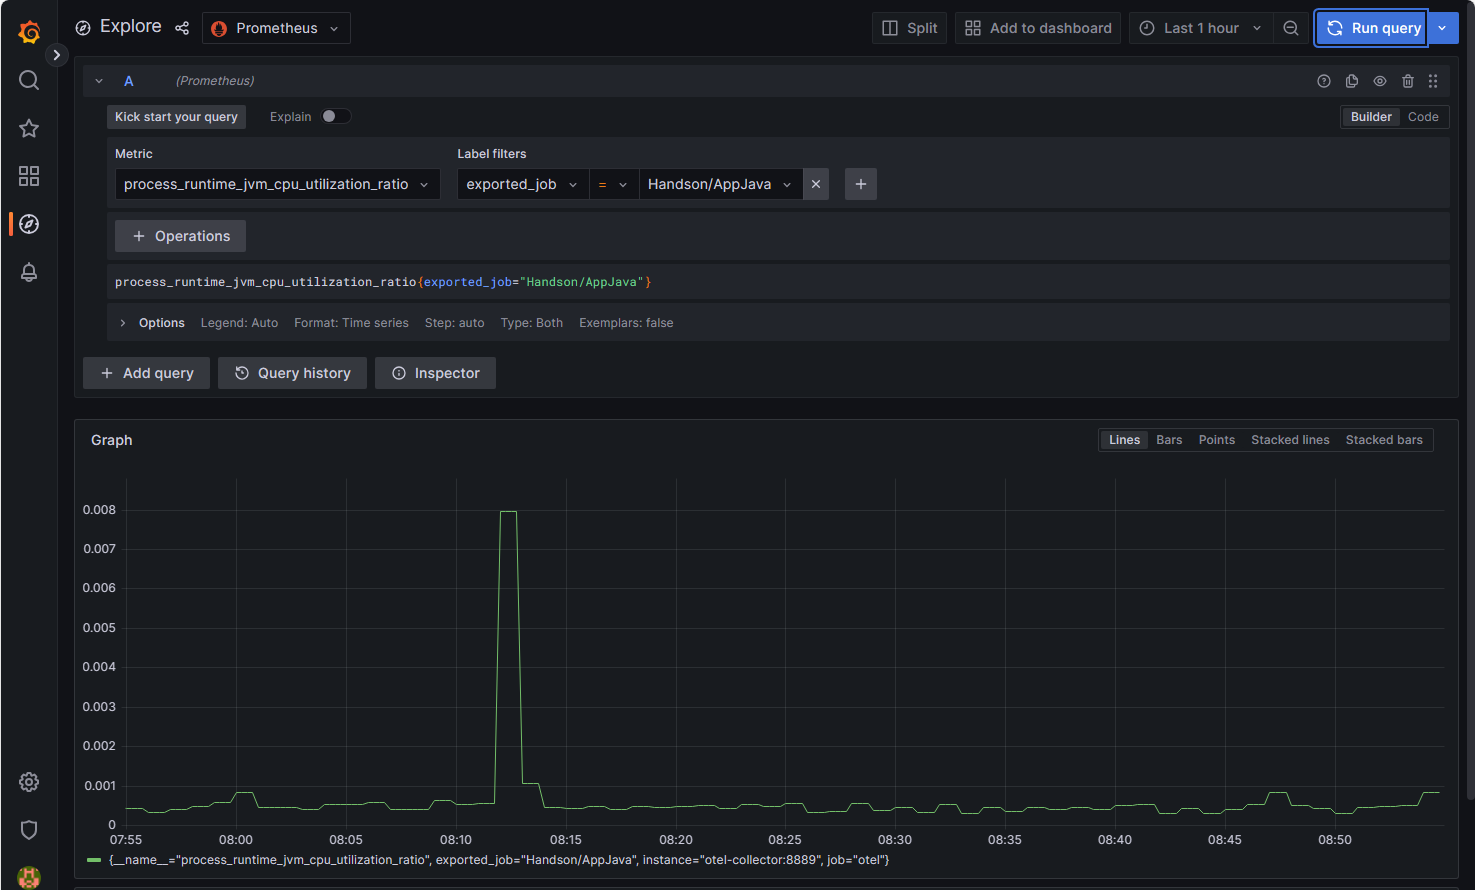 Explore Prometheus Split Add to dashboard Last 1 hour Run query
A (Prometheus)
Kick start your query Explain Builder Code
Metric Label filters
process_runtime_jvm_cpu_utilization_ratio exported_job = Handson/AppJava
Operations
process_runtime_jvm_cpu_utilization_ratio{exported_job="Handson/AppJava"}
Options Legend: Auto Format: Time series Step: auto Type: Both Exemplars: false
Add query Query history Inspector
Graph Lines Bars Points Stacked lines Stacked bars
0.008
0.007
0.006
0.005
0.004
0.003
0.002
0.001
0
07:55 08:00 08:05 08:10 08:15 08:20 08:25 08:30 08:35 08:40 08:45 08:50
{__name__="process_runtime_jvm_cpu_utilization_ratio", exported_job="Handson/AppJava", instance="otel-collector:8889", job="otel"}